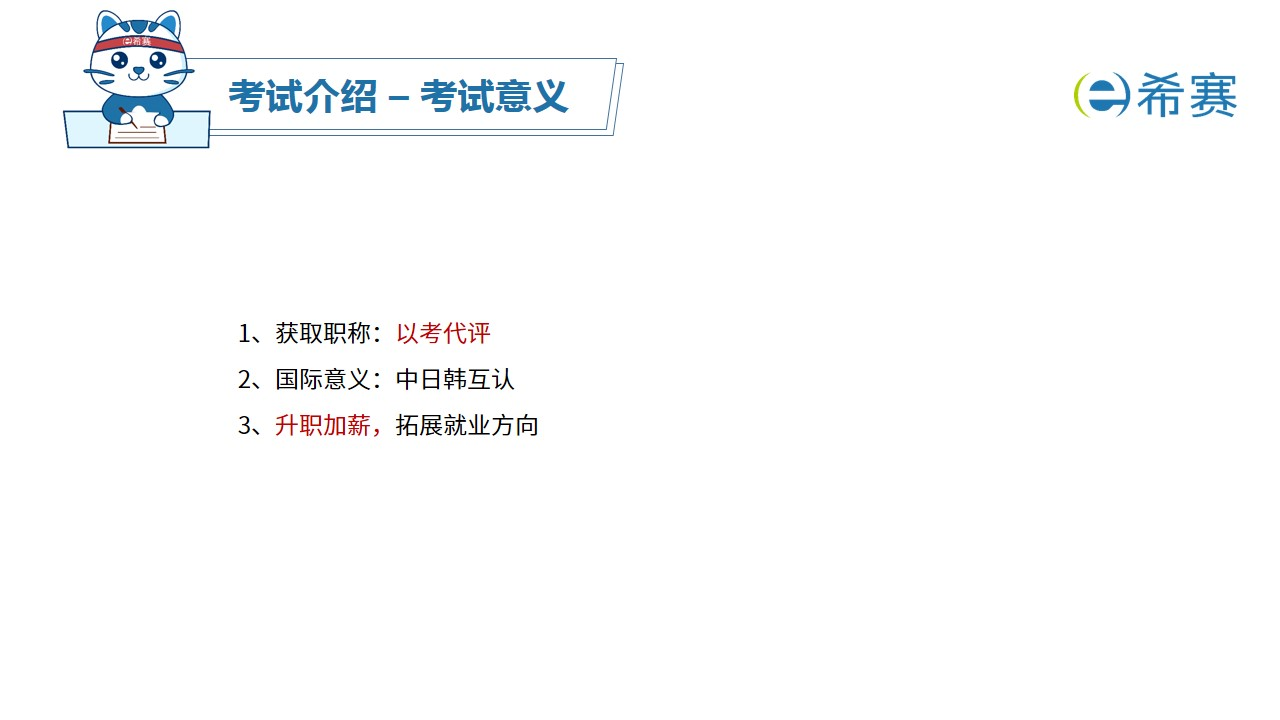 希赛
考试介绍 – 考试意义
希赛
1、获取职称：以考代评
2、国际意义：中日韩互认
3、升职加薪，拓展就业方向